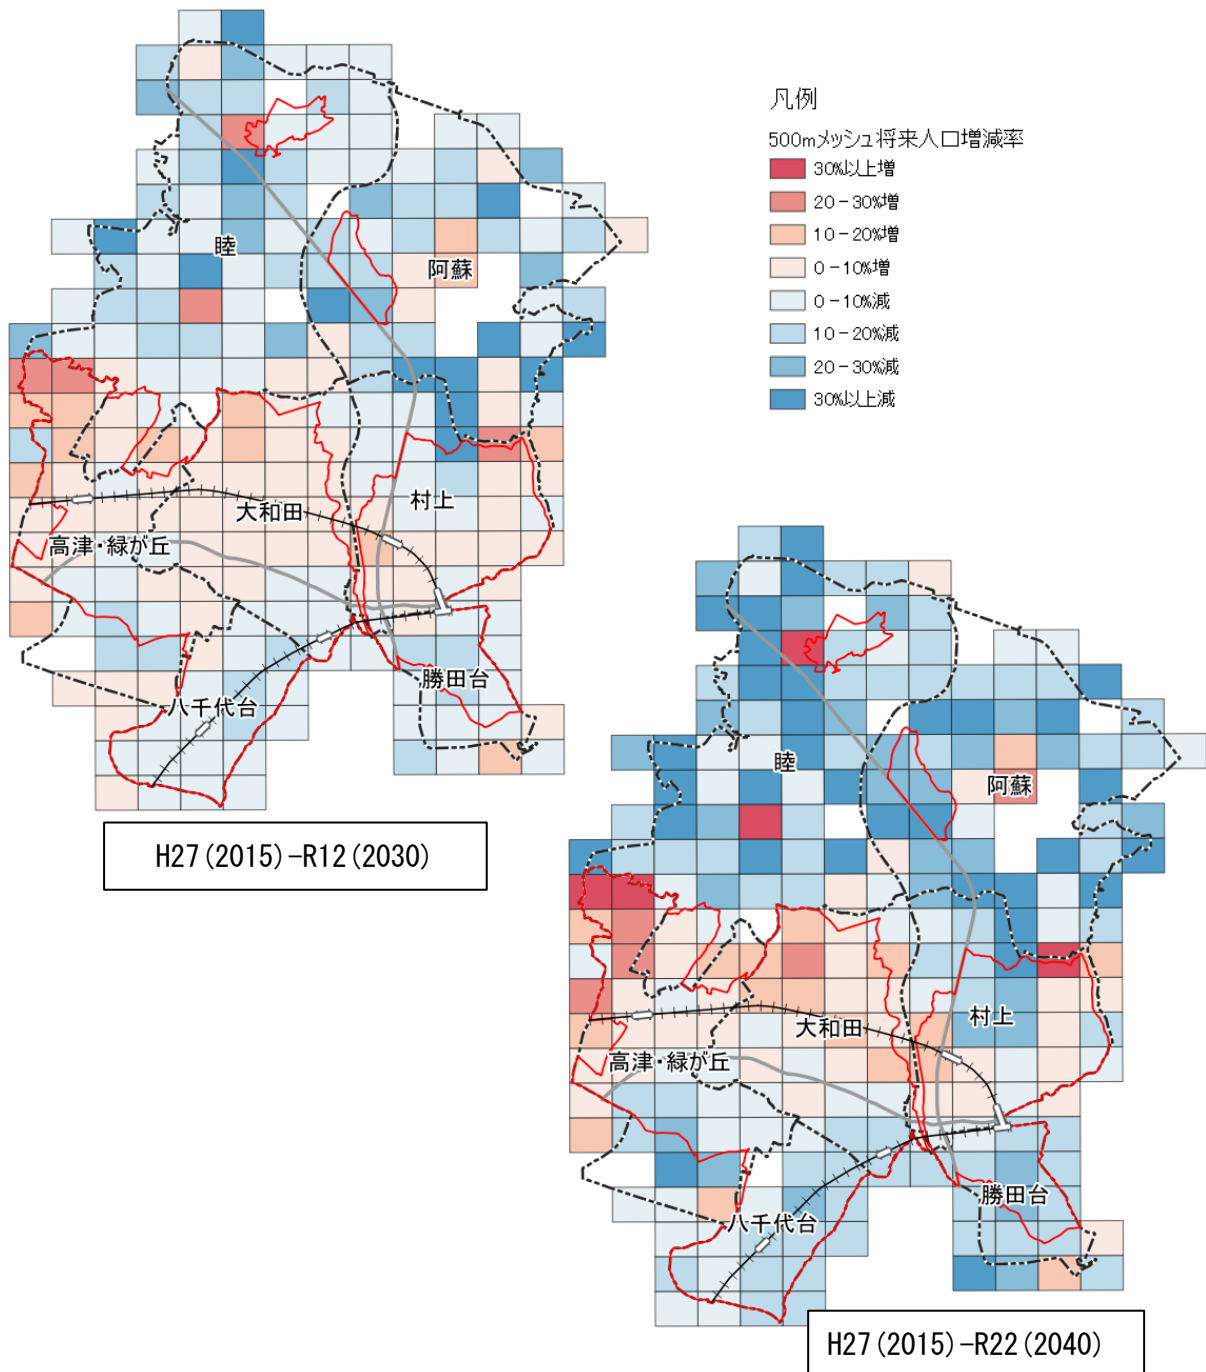 凡例
500mメッシュ将来人口増減率
30%以上増
20-30%増
10-20%増
0-10%増
0-10%減
10-20%減
20-30%減
30%以上減
睦
阿蘇
村上
大和田
高津・緑が丘
勝田台
八千代台
H27(2015)-R12(2030)
睦
阿蘇
村上
大和田
高津・緑が丘
勝田台
八千代台
H27(2015)-R22(2040)